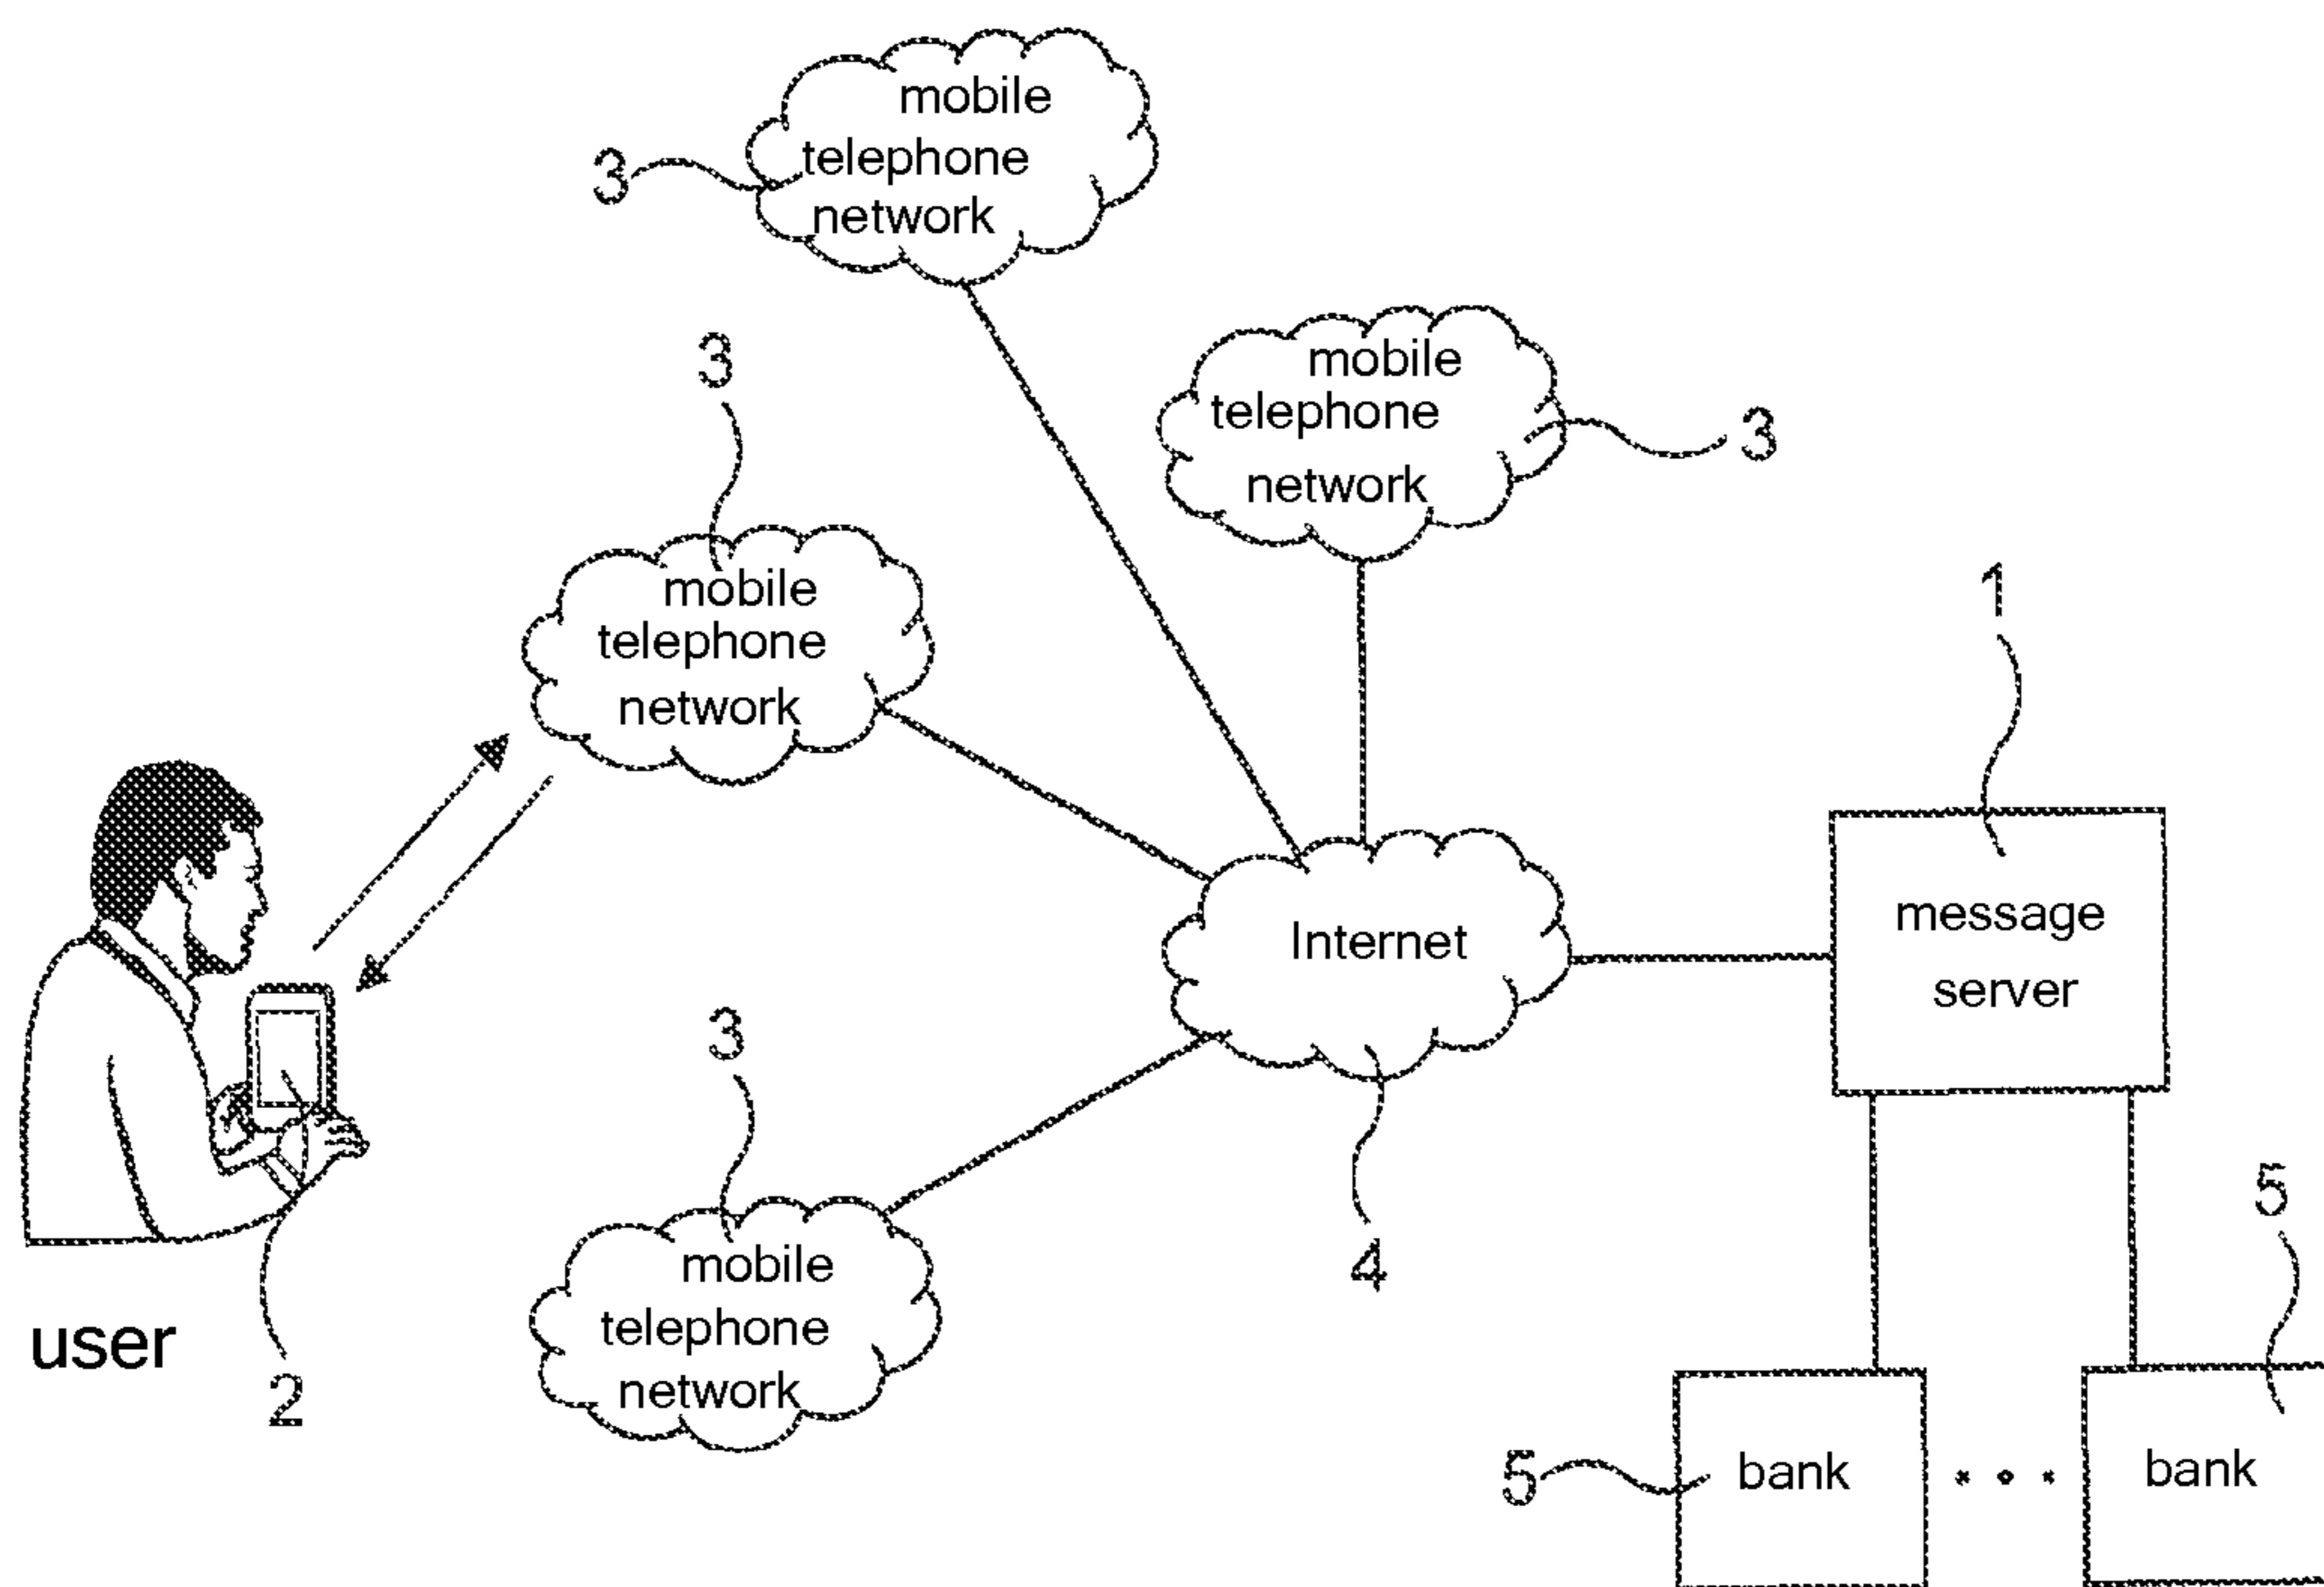 mobile
telephone
network
3
mobile
telephone
network
3
3
mobile
telephone
network
1
message
server
Internet
3
mobile
telephone
network
4
user
2
5
5
bank
bank